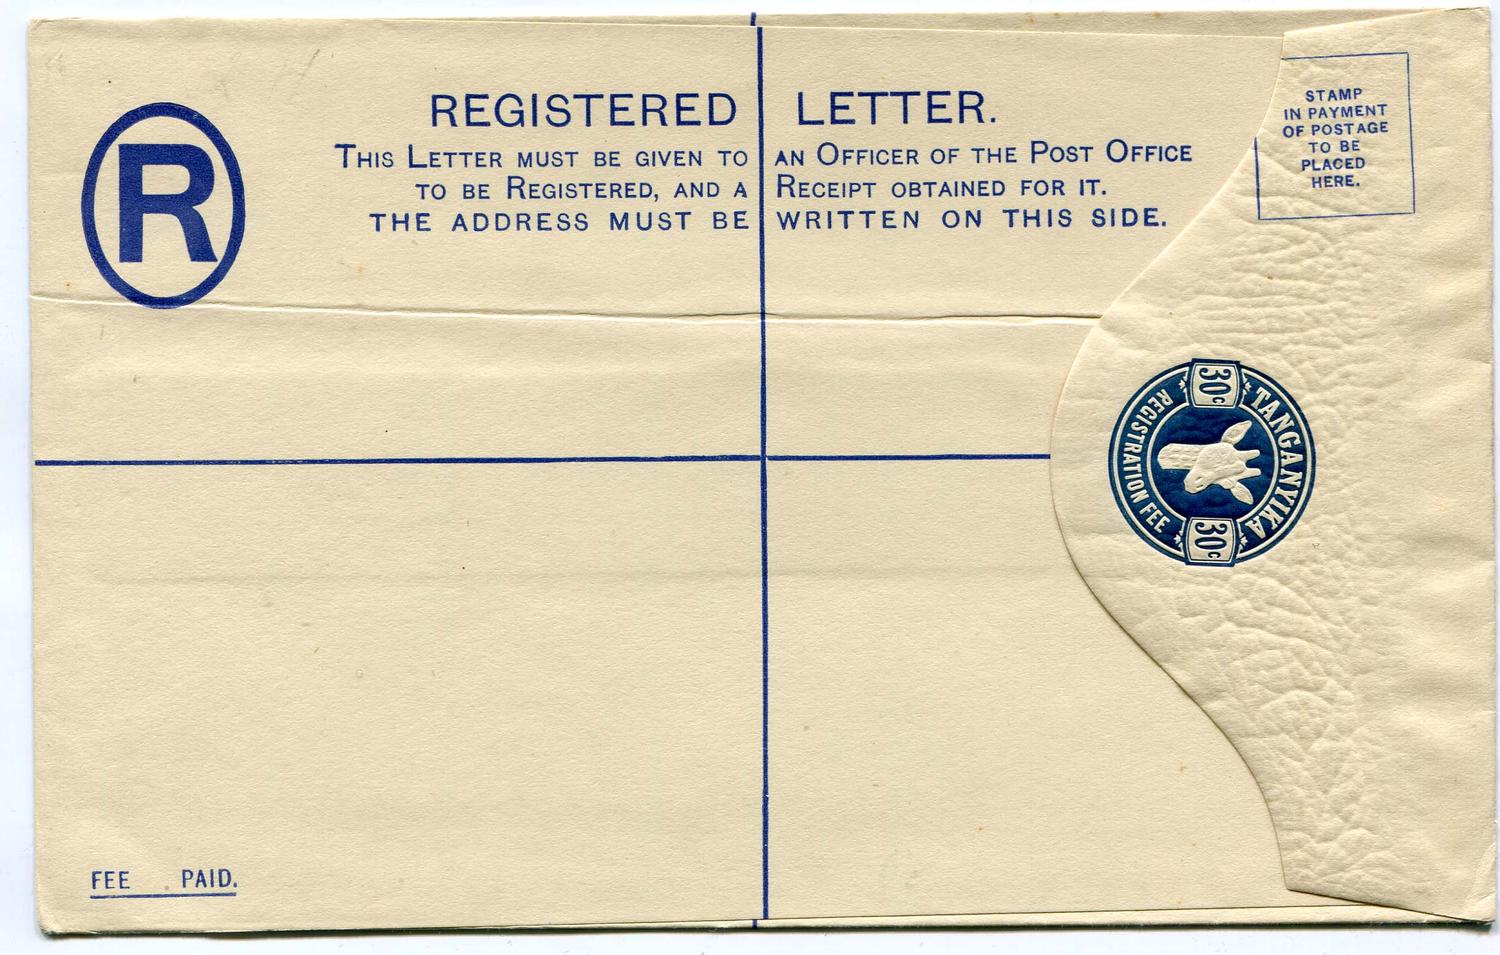 R
REGISTERED LETTER.
THIS LETTER MUST BE GIVEN TO AN OFFICER OF THE POST OFFICE
TO BE REGISTERED, AND A RECEIPT OBTAINED FOR IT.
THE ADDRESS MUST BE WRITTEN ON THIS SIDE.
STAMP
IN PAYMENT
OF POSTAGE
TO BE
PLACED
HERE.
30c
TANGANYIKA
REGISTRATION FEE
30c
FEE PAID.